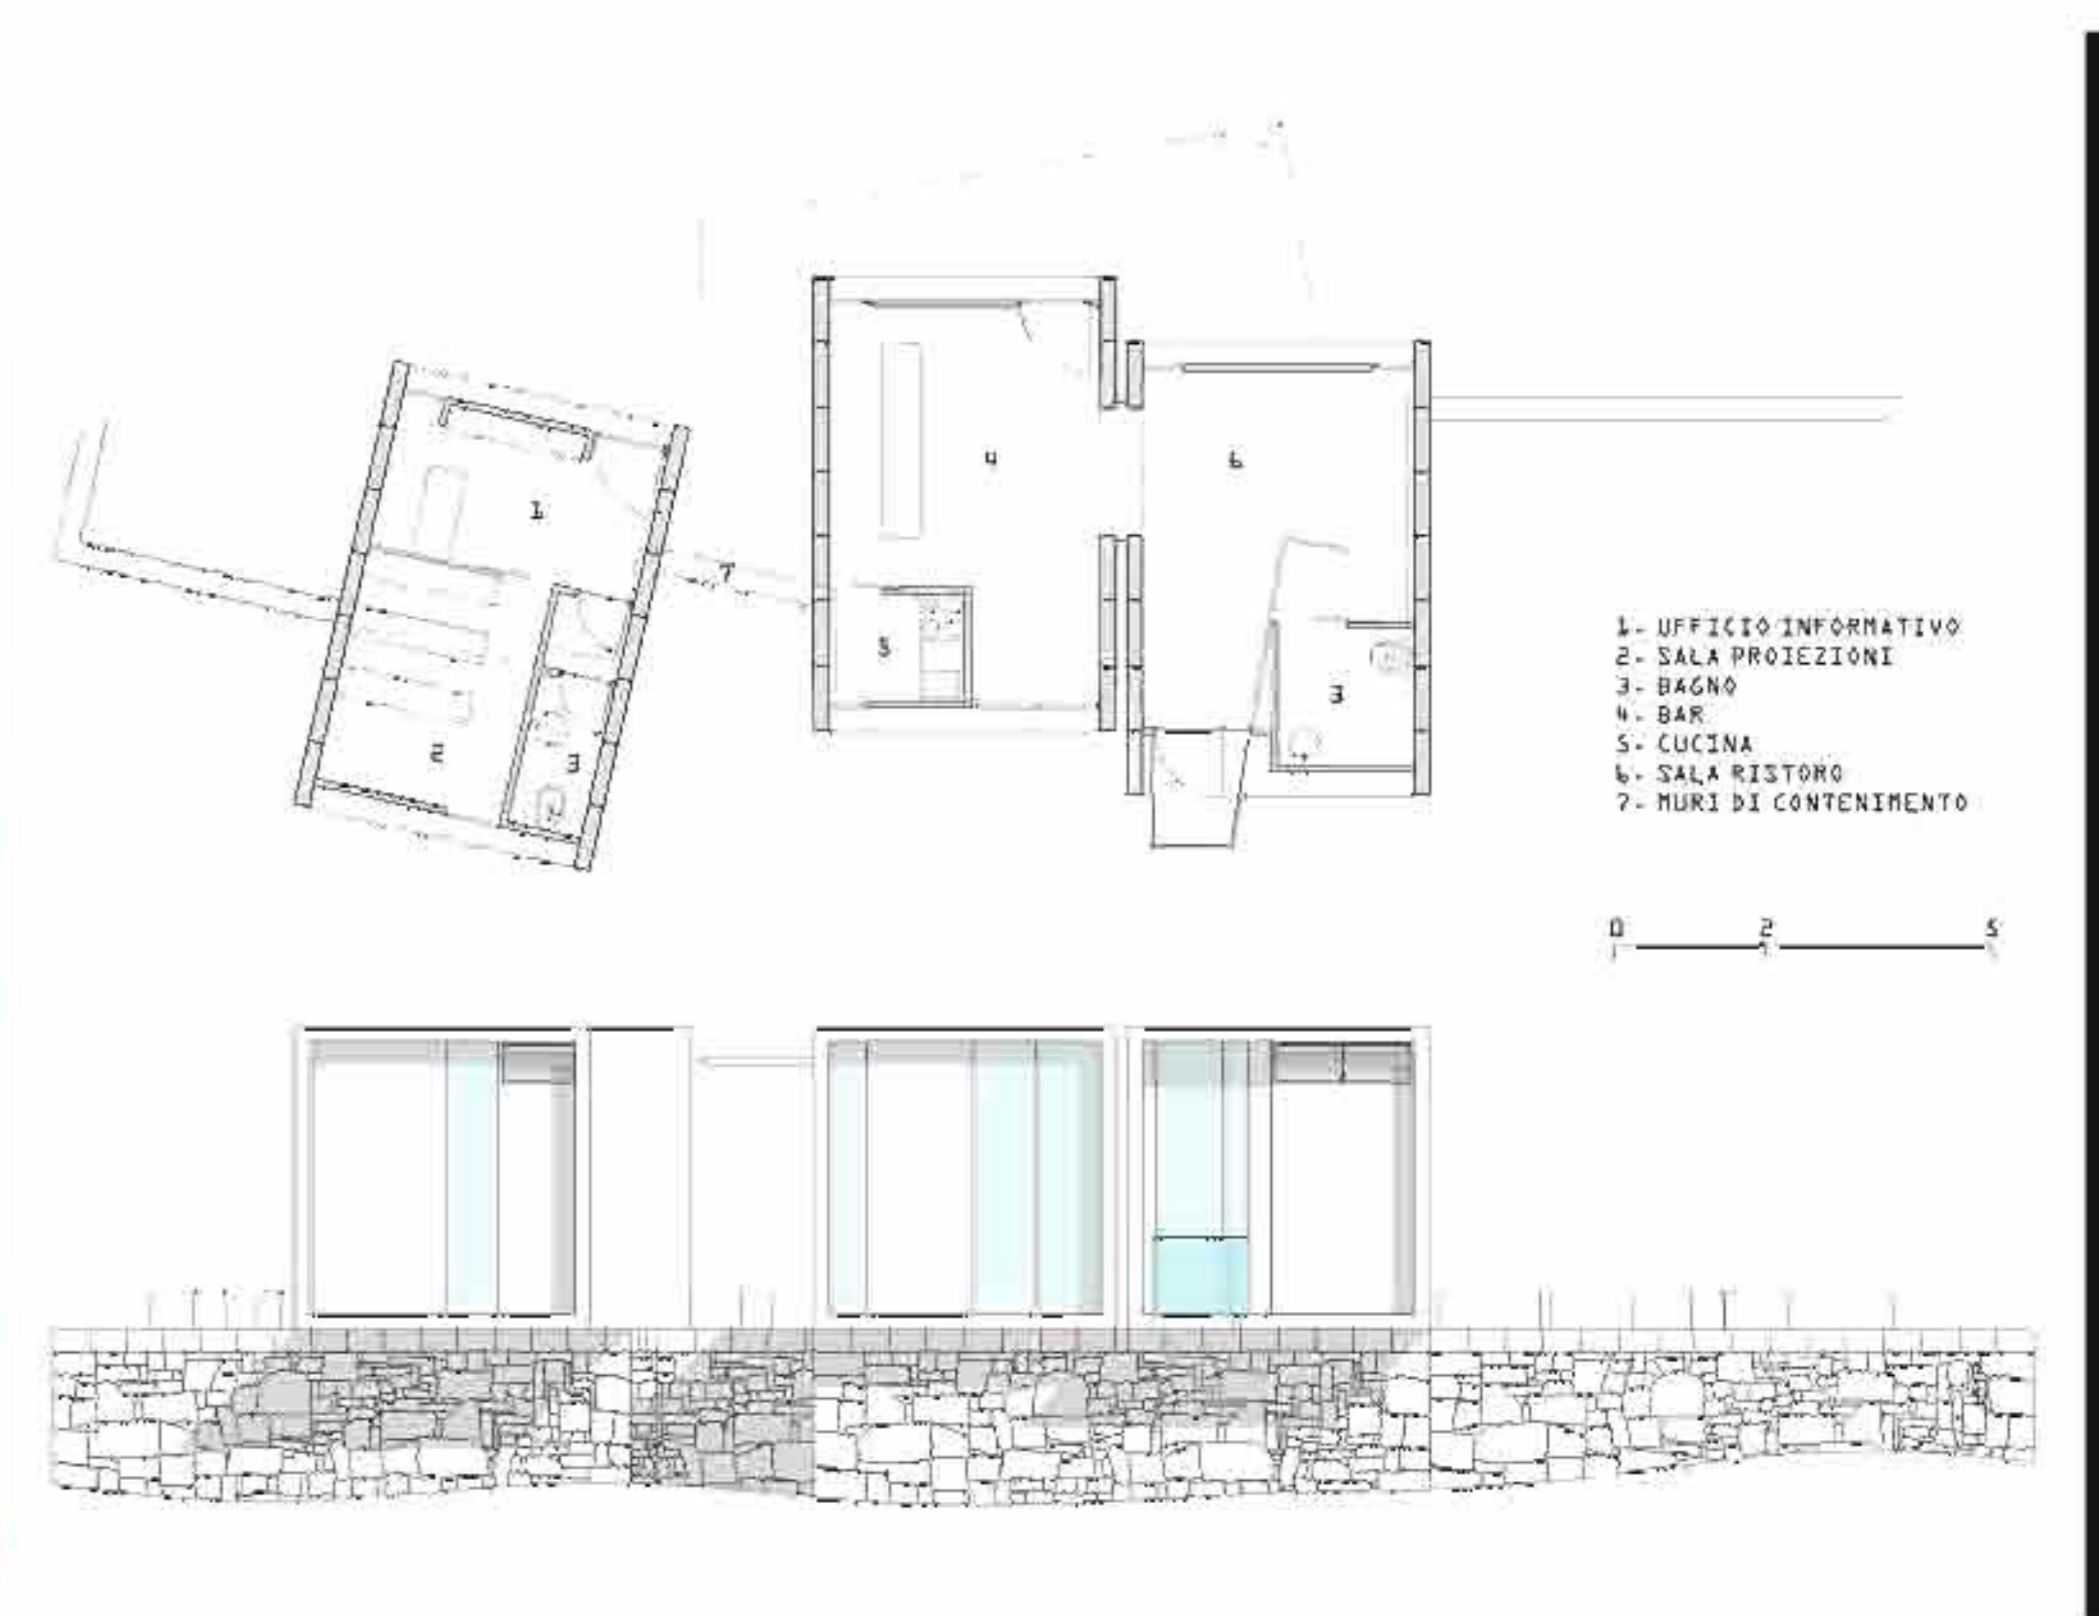 4
6
1
7
5
3
2
3
1- UFFICIO INFORMATIVO
2- SALA PROIEZIONI
3- BAGNO
4- BAR
5- CUCINA
6- SALA RISTORO
7- MURI DI CONTENIMENTO
0 2 5